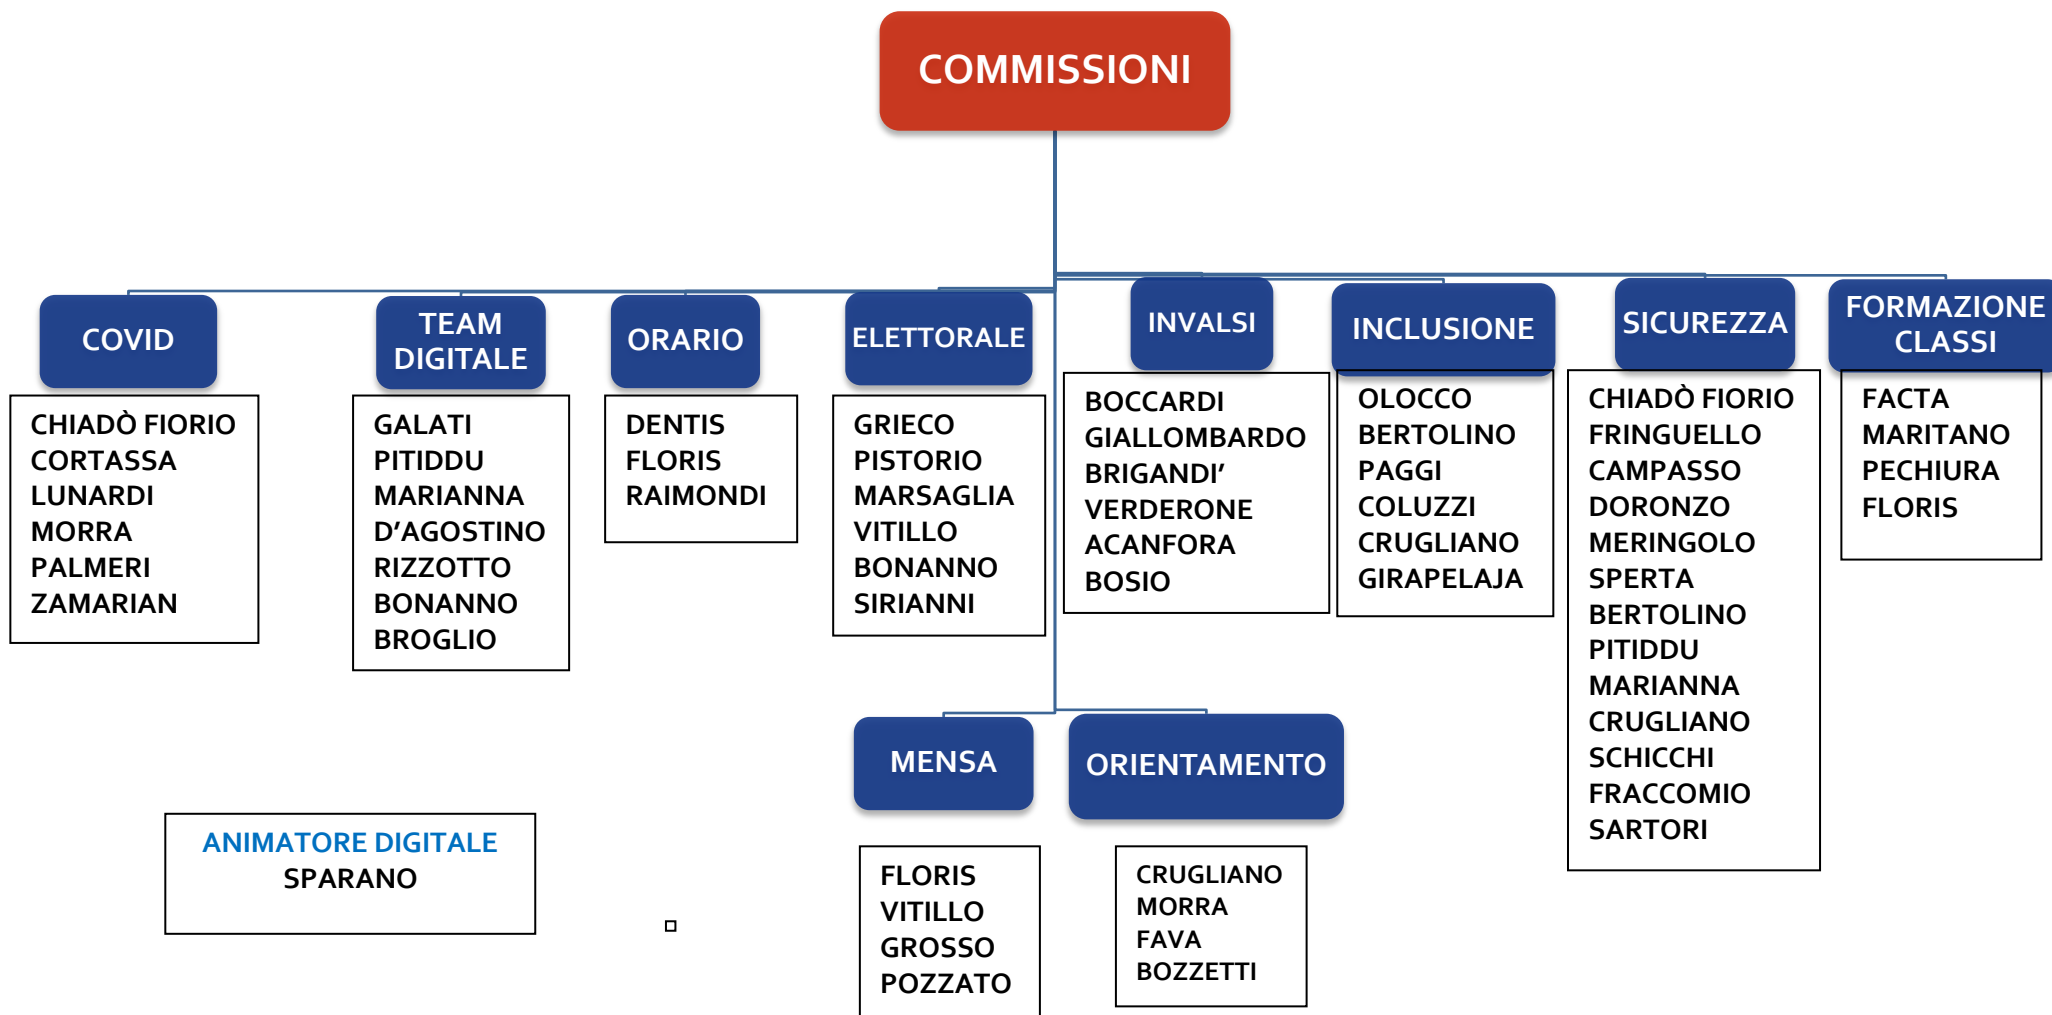 COMMISSIONI
COVID
CHIADÒ FIORIO
CORTASSA
LUNARDI
MORRA
PALMERI
ZAMARIAN
TEAM
DIGITALE
GALATI
PITIDDU
MARIANNA
D'AGOSTINO
RIZZOTTO
BONANNO
BROGLIO
ORARIO
DENTIS
FLORIS
RAIMONDI
ELETTORALE
GRIECO
PISTORIO
MARSAGLIA
VITILLO
BONANNO
SIRIANNI
INVALSI
BOCCARDI
GIALLOMBARDO
BRIGANDI'
VERDERONE
ACANFORA
BOSIO
INCLUSIONE
OLOCCO
BERTOLINO
PAGGI
COLUZZI
CRUGLIANO
GIRAPELAJA
SICUREZZA
CHIADÒ FIORIO
FRINGUELLO
CAMPASSO
DORONZO
MERINGOLO
SPERTA
BERTOLINO
PITIDDU
MARIANNA
CRUGLIANO
SCHICCHI
FRACCOMIO
SARTORI
FORMAZIONE
CLASSI
FACTA
MARITANO
PECHIURA
FLORIS
MENSA
FLORIS
VITILLO
GROSSO
POZZATO
ORIENTAMENTO
CRUGLIANO
MORRA
FAVA
BOZZETTI
ANIMATORE DIGITALE
SPARANO